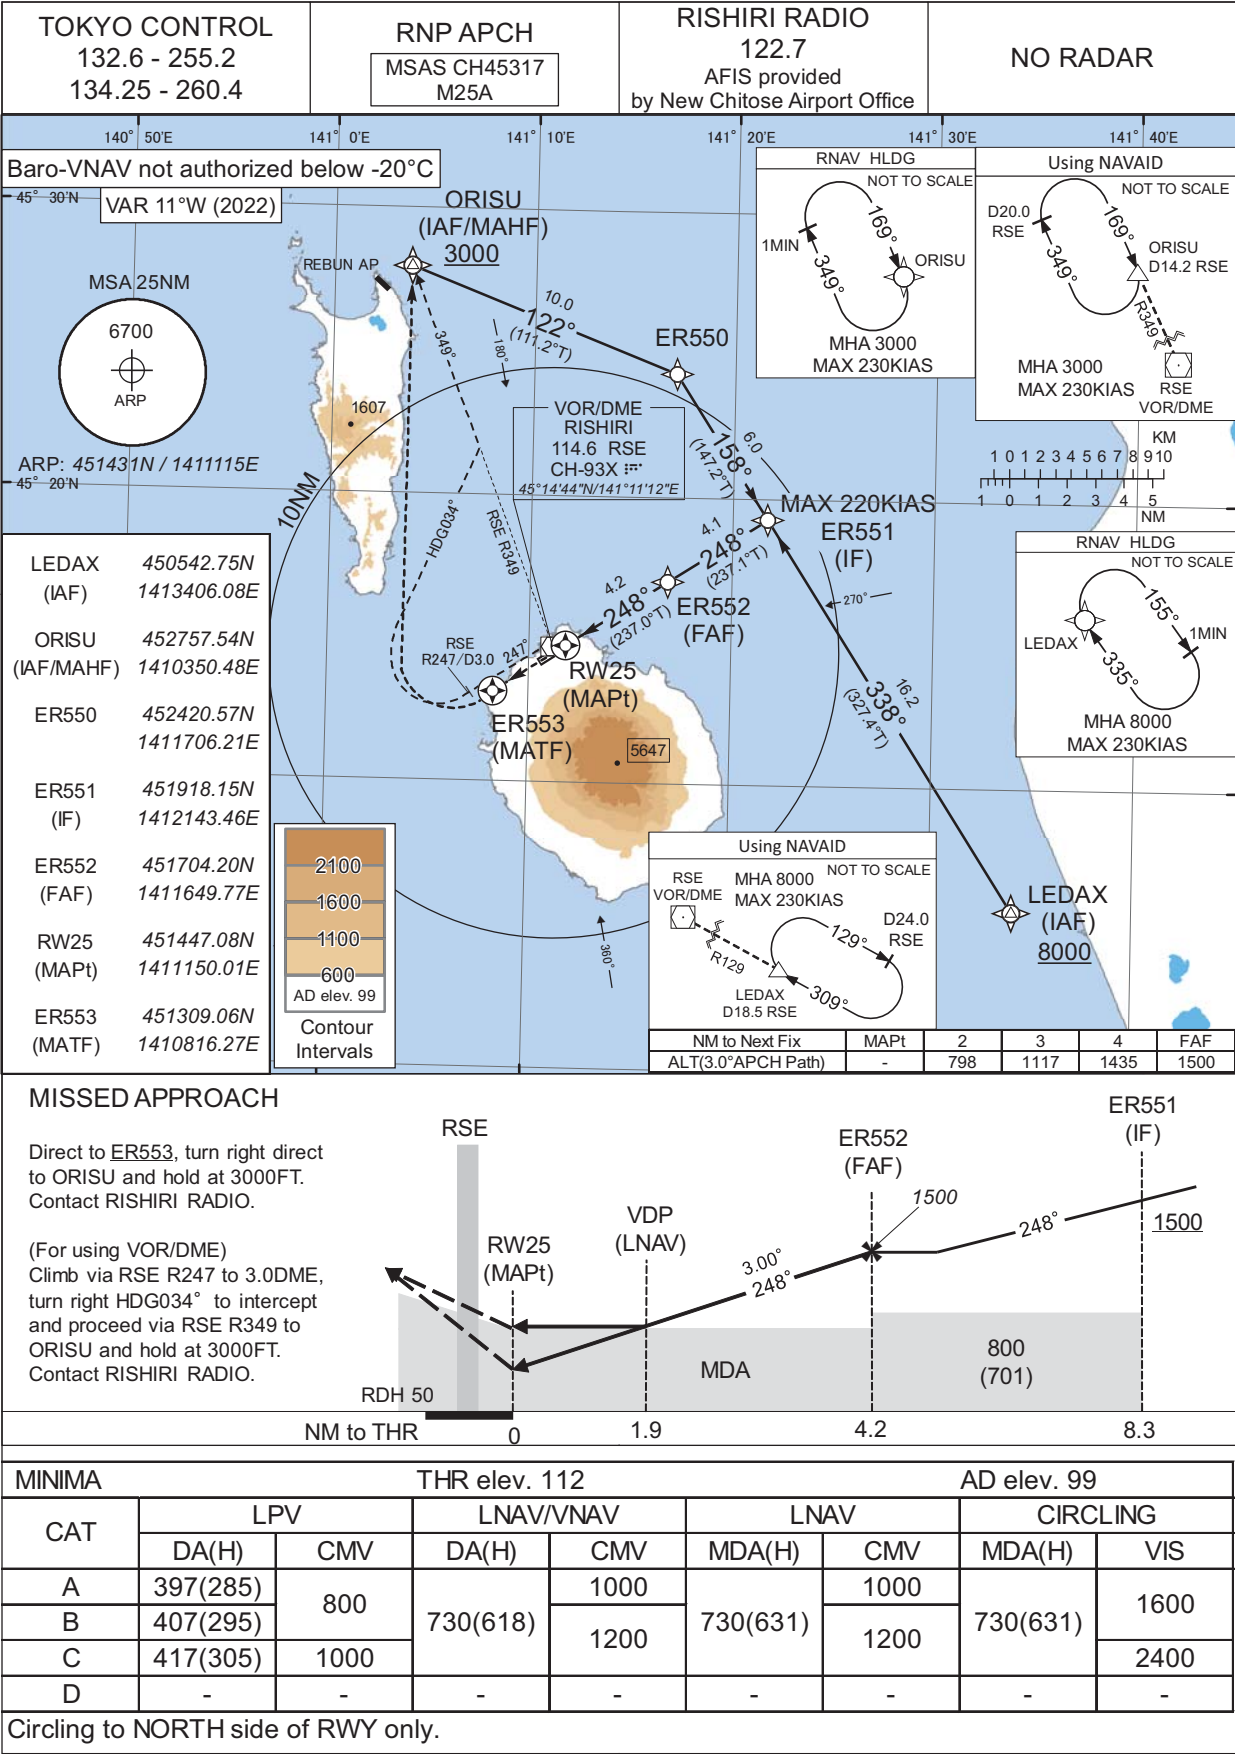 TOKYO CONTROL
132.6 - 255.2
134.25 - 260.4
RNP APCH
MSAS CH45317
M25A
RISHIRI RADIO
122.7
AFIS provided
by New Chitose Airport Office
NO RADAR
140° 50'E
141° 0'E
141° 10'E
141° 20'E
141° 30'E
141° 40'E
Baro-VNAV not authorized below -20°C
45° 30'N
VAR 11°W (2022)
MSA 25NM
6700
ARP
ARP: 451431N / 1411115E
45° 20'N
ORISU
(IAF/MAHF)
3000
REBUN AP
1607
10.0
122°
(111.2°T)
ER550
349°
180°
VOR/DME
RISHIRI
114.6 RSE
CH-93X
45°14'44"N/141°11'12"E
6.0
158°
(147.2°T)
10NM
HDG034°
RSE R349
MAX 220KIAS
ER551
(IF)
4.1
248°
(237.1°T)
ER552
(FAF)
4.2
248°
(237.0°T)
270°
RSE
R247/D3.0
247°
RW25
(MAPt)
ER553
(MATF)
5647
16.2
338°
(327.4°T)
LEDAX
(IAF)
8000
360°
RNAV HLDG
NOT TO SCALE
169°
1MIN
349°
ORISU
MHA 3000
MAX 230KIAS
Using NAVAID
NOT TO SCALE
D20.0
RSE
169°
349°
ORISU
D14.2 RSE
R349
MHA 3000
MAX 230KIAS
RSE
VOR/DME
KM
1 0 1 2 3 4 5 6 7 8 9 10
1 0 1 2 3 4 5
NM
RNAV HLDG
NOT TO SCALE
155°
1MIN
LEDAX
335°
MHA 8000
MAX 230KIAS
LEDAX 450542.75N
(IAF) 1413406.08E
ORISU 452757.54N
(IAF/MAHF) 1410350.48E
ER550 452420.57N
1411706.21E
ER551 451918.15N
(IF) 1412143.46E
ER552 451704.20N
(FAF) 1411649.77E
RW25 451447.08N
(MAPt) 1411150.01E
ER553 451309.06N
(MATF) 1410816.27E
2100
1600
1100
600
AD elev. 99
Contour
Intervals
Using NAVAID
NOT TO SCALE
RSE
VOR/DME
MHA 8000
MAX 230KIAS
D24.0
RSE
129°
R129
309°
LEDAX
D18.5 RSE
NM to Next Fix MAPt 2 3 4 FAF
ALT(3.0°APCH Path) - 798 1117 1435 1500
MISSED APPROACH
Direct to ER553, turn right direct
to ORISU and hold at 3000FT.
Contact RISHIRI RADIO.
(For using VOR/DME)
Climb via RSE R247 to 3.0DME,
turn right HDG034° to intercept
and proceed via RSE R349 to
ORISU and hold at 3000FT.
Contact RISHIRI RADIO.
RSE
RW25
(MAPt)
VDP
(LNAV)
ER552
(FAF)
ER551
(IF)
1500
248°
1500
3.00°
248°
MDA
800
(701)
RDH 50
NM to THR 0 1.9 4.2 8.3
MINIMA THR elev. 112 AD elev. 99
CAT LPV LNAV/VNAV LNAV CIRCLING
DA(H) CMV DA(H) CMV MDA(H) CMV MDA(H) VIS
A 397(285) 800 730(618) 1000 730(631) 1000 730(631) 1600
B 407(295) 1200 1200
C 417(305) 1000 2400
D - - - - - - - -
Circling to NORTH side of RWY only.